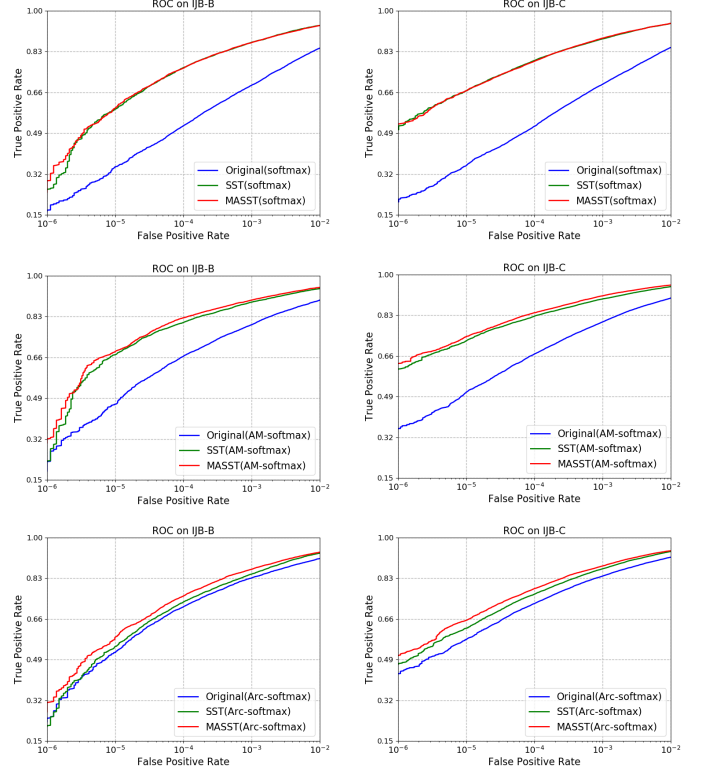 ROC on IJB-B
1.00
0.83
0.66
0.49
0.32
0.15
True Positive Rate
Original(softmax)
SST(softmax)
MASST(softmax)
10⁻⁶ 10⁻⁵ 10⁻⁴ 10⁻³ 10⁻²
False Positive Rate
ROC on IJB-C
1.00
0.83
0.66
0.49
0.32
0.15
True Positive Rate
Original(softmax)
SST(softmax)
MASST(softmax)
10⁻⁶ 10⁻⁵ 10⁻⁴ 10⁻³ 10⁻²
False Positive Rate
ROC on IJB-B
1.00
0.83
0.66
0.49
0.32
0.15
True Positive Rate
Original(AM-softmax)
SST(AM-softmax)
MASST(AM-softmax)
10⁻⁶ 10⁻⁵ 10⁻⁴ 10⁻³ 10⁻²
False Positive Rate
ROC on IJB-C
1.00
0.83
0.66
0.49
0.32
0.15
True Positive Rate
Original(AM-softmax)
SST(AM-softmax)
MASST(AM-softmax)
10⁻⁶ 10⁻⁵ 10⁻⁴ 10⁻³ 10⁻²
False Positive Rate
ROC on IJB-B
1.00
0.83
0.66
0.49
0.32
0.15
True Positive Rate
Original(Arc-softmax)
SST(Arc-softmax)
MASST(Arc-softmax)
10⁻⁶ 10⁻⁵ 10⁻⁴ 10⁻³ 10⁻²
False Positive Rate
ROC on IJB-C
1.00
0.83
0.66
0.49
0.32
0.15
True Positive Rate
Original(Arc-softmax)
SST(Arc-softmax)
MASST(Arc-softmax)
10⁻⁶ 10⁻⁵ 10⁻⁴ 10⁻³ 10⁻²
False Positive Rate